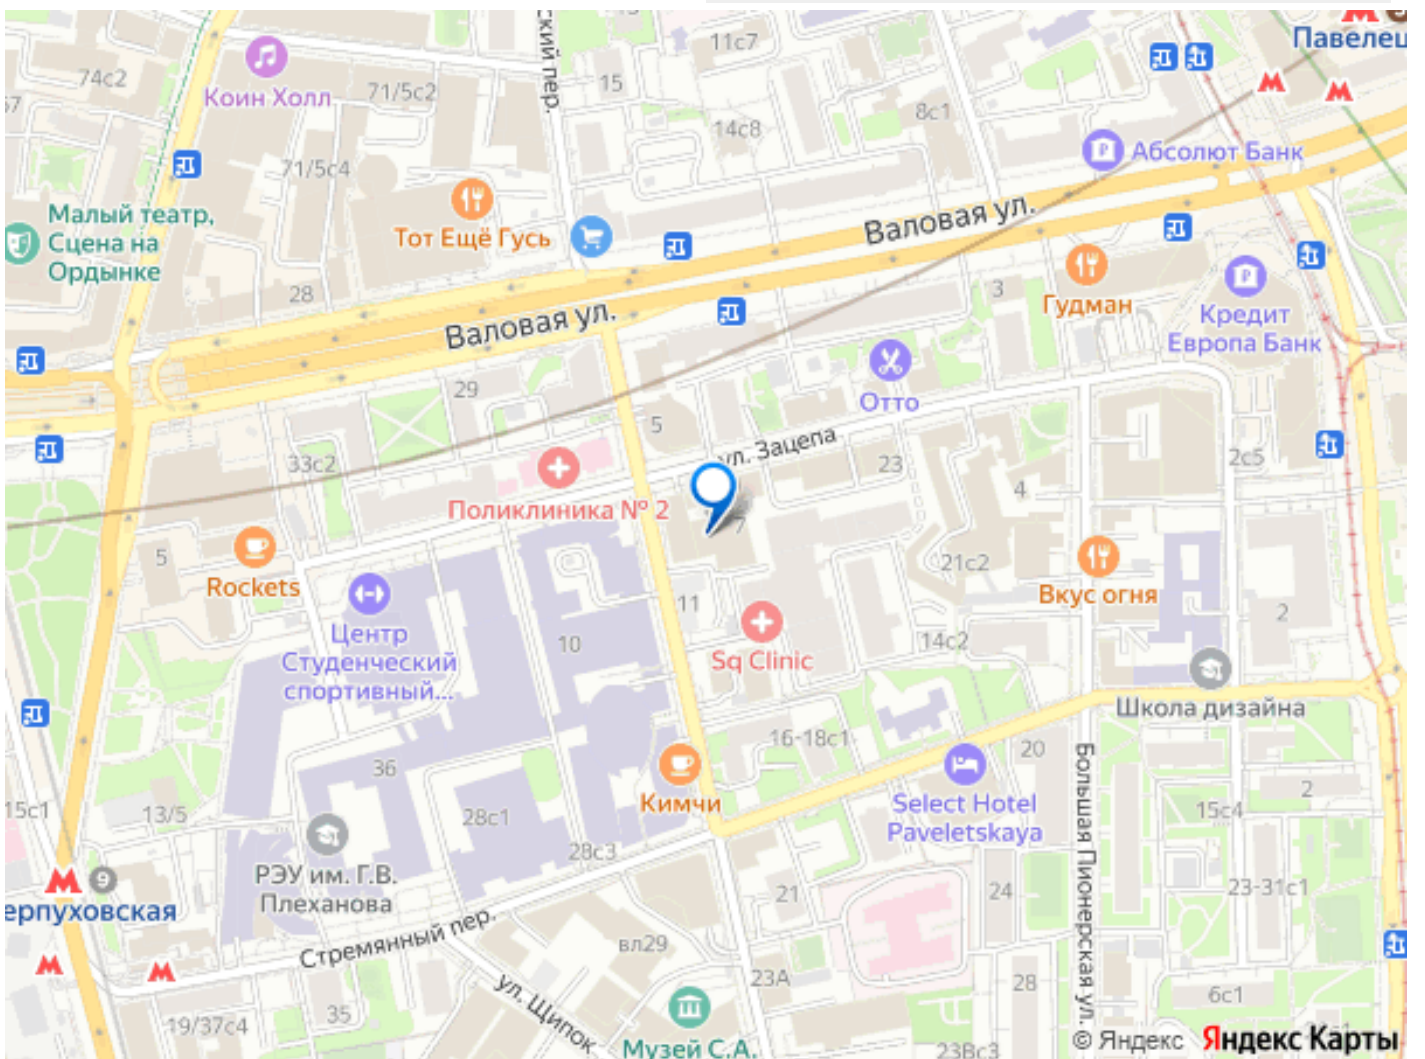 Павелец
ский пер.
11с7
74с2
Коин Холл
71/5с2
15
8с1
14с8
Абсолют Банк
67
71/5с4
Малый театр,
Сцена на
Ордынке
Тот Ещё Гусь
Валовая ул.
28
3
Гудман
Кредит
Европа Банк
Валовая ул.
29
Отто
5
ул. Зацепа
33с2
23
2с5
4
Поликлиника № 2
7
5
Rockets
21с2
Вкус огня
11
2
Центр
Студенческий
спортивный...
10
14с2
Sq Clinic
Школа дизайна
16-18с1
20
36
Кимчи
Select Hotel
Paveletskaya
Большая Пионерская ул.
2
15с1
13/5
28с1
15с4
28с3
9
РЭУ им. Г.В.
Плеханова
21
24
23-31с1
ерпуховская
Стремянный пер.
вл29
23А
28
ул. Щипок
6с1
19/37с4
35
Музей С.А.
23Вс3
© Яндекс Яндекс Карты